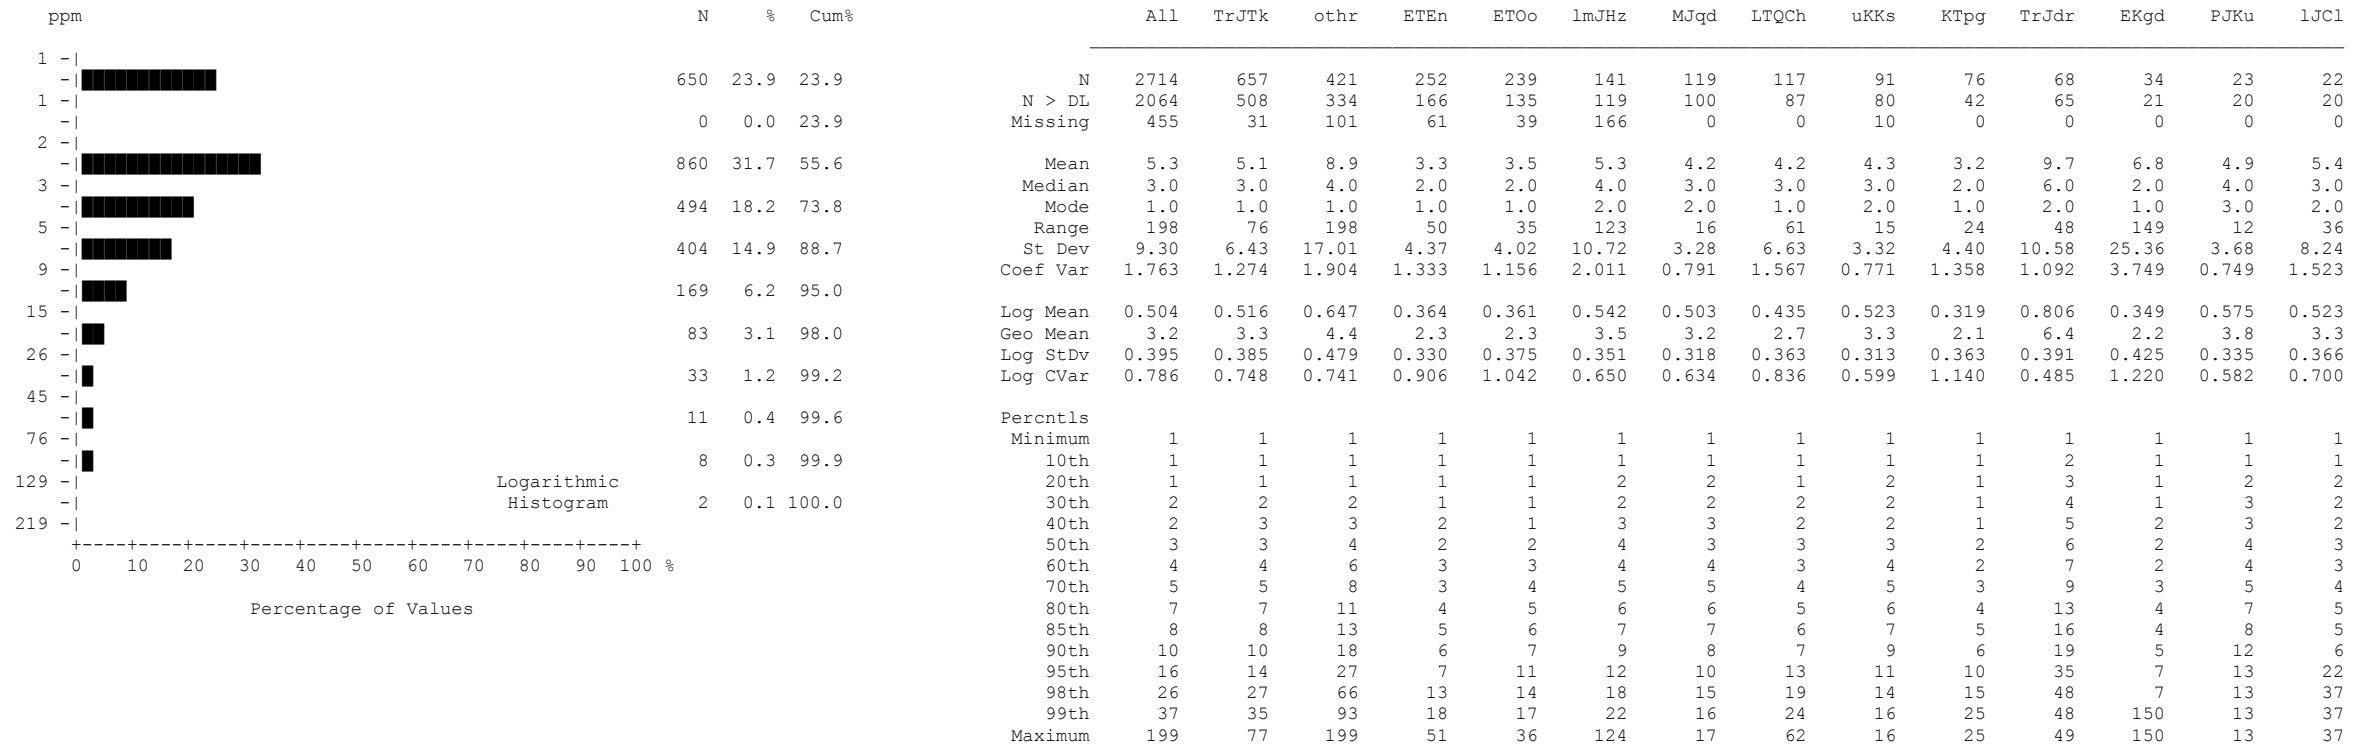 ppm N % Cum% All TrJTk othr ETEn ETOo lmJHz MJqd LTQCh uKKs KTpg TrJdr EKgd PJKu lJCl
1 -|
-| 650 23.9 23.9 N 2714 657 421 252 239 141 119 117 91 76 68 34 23 22
1 -| N > DL 2064 508 334 166 135 119 100 87 80 42 65 21 20 20
-| 0 0.0 23.9 Missing 455 31 101 61 39 166 0 0 10 0 0 0 0 0
2 -|
-| 860 31.7 55.6 Mean 5.3 5.1 8.9 3.3 3.5 5.3 4.2 4.2 4.3 3.2 9.7 6.8 4.9 5.4
3 -| Median 3.0 3.0 4.0 2.0 2.0 4.0 3.0 3.0 3.0 2.0 6.0 2.0 4.0 3.0
-| 494 18.2 73.8 Mode 1.0 1.0 1.0 1.0 1.0 2.0 2.0 1.0 2.0 1.0 2.0 1.0 3.0 2.0
5 -| Range 198 76 198 50 35 123 16 61 15 24 48 149 12 36
-| 404 14.9 88.7 St Dev 9.30 6.43 17.01 4.37 4.02 10.72 3.28 6.63 3.32 4.40 10.58 25.36 3.68 8.24
9 -| Coef Var 1.763 1.274 1.904 1.333 1.156 2.011 0.791 1.567 0.771 1.358 1.092 3.749 0.749 1.523
-| 169 6.2 95.0
15 -| Log Mean 0.504 0.516 0.647 0.364 0.361 0.542 0.503 0.435 0.523 0.319 0.806 0.349 0.575 0.523
-| 83 3.1 98.0 Geo Mean 3.2 3.3 4.4 2.3 2.3 3.5 3.2 2.7 3.3 2.1 6.4 2.2 3.8 3.3
26 -| Log StDv 0.395 0.385 0.479 0.330 0.375 0.351 0.318 0.363 0.313 0.363 0.391 0.425 0.335 0.366
-| 33 1.2 99.2 Log CVar 0.786 0.748 0.741 0.906 1.042 0.650 0.634 0.836 0.599 1.140 0.485 1.220 0.582 0.700
45 -|
-| 11 0.4 99.6 Percntls
76 -| Minimum 1 1 1 1 1 1 1 1 1 1 1 1 1 1
-| 8 0.3 99.9 10th 1 1 1 1 1 1 1 1 1 1 2 1 1 1
129 -| Logarithmic 20th 1 1 1 1 1 2 2 1 2 1 3 1 2 2
-| Histogram 2 0.1 100.0 30th 2 2 2 1 1 2 2 2 2 1 4 1 3 2
219 -| 40th 2 3 3 2 1 3 3 2 2 1 5 2 3 2
+----+----+----+----+----+----+----+----+----+----+ 50th 3 3 4 2 2 4 3 3 3 2 6 2 4 3
0 10 20 30 40 50 60 70 80 90 100 % 60th 4 4 6 3 3 4 4 3 4 2 7 2 4 3
70th 5 5 8 3 4 5 5 4 5 3 9 3 5 4
Percentage of Values 80th 7 7 11 4 5 6 6 5 6 4 13 4 7 5
85th 8 8 13 5 6 7 7 6 7 5 16 4 8 5
90th 10 10 18 6 7 9 8 7 9 6 19 5 12 6
95th 16 14 27 7 11 12 10 13 11 10 35 7 13 22
98th 26 27 66 13 14 18 15 19 14 15 48 7 13 37
99th 37 35 93 18 17 22 16 24 16 25 48 150 13 37
Maximum 199 77 199 51 36 124 17 62 16 25 49 150 13 37